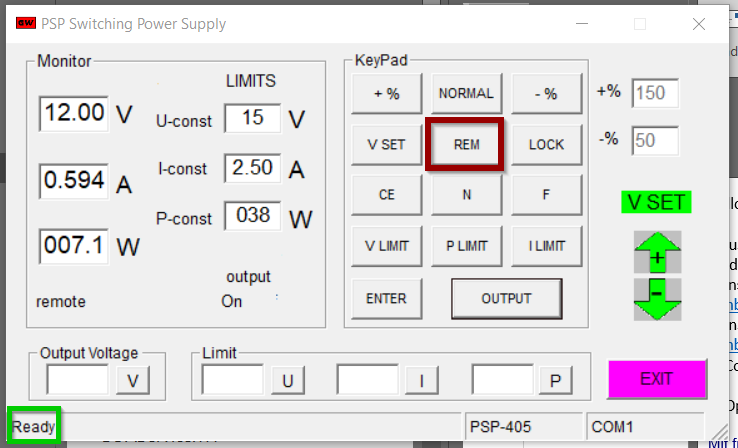 GW PSP Switching Power Supply
Monitor
12.00 V
0.594 A
007.1 W
LIMITS
U-const 15 V
I-const 2.50 A
P-const 038 W
output
remote On
KeyPad
+ % NORMAL - %
V SET REM LOCK
CE N F
V LIMIT P LIMIT I LIMIT
ENTER OUTPUT
+% 150
-% 50
V SET
+
-
Output Voltage
V
Limit
U I P
EXIT
Ready PSP-405 COM1